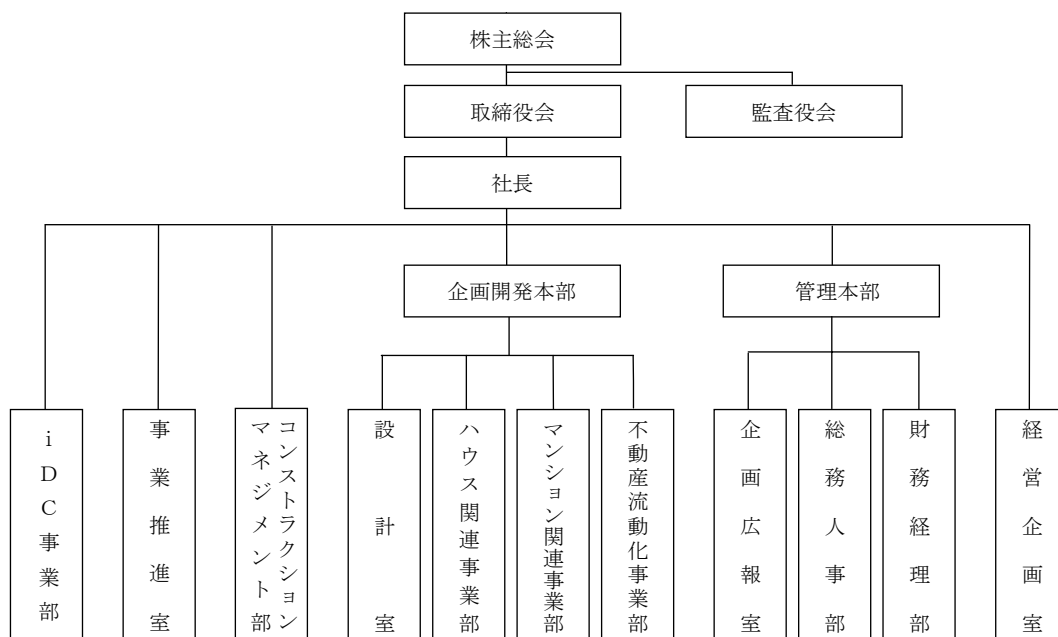 株主総会
取締役会
監査役会
社長
企画開発本部
管理本部
iDC事業部
事業推進室
コンストラクション
マネジメント部
設計室
ハウス関連事業部
マンション関連事業部
不動産流動化事業部
企画広報室
総務人事部
財務経理部
経営企画室